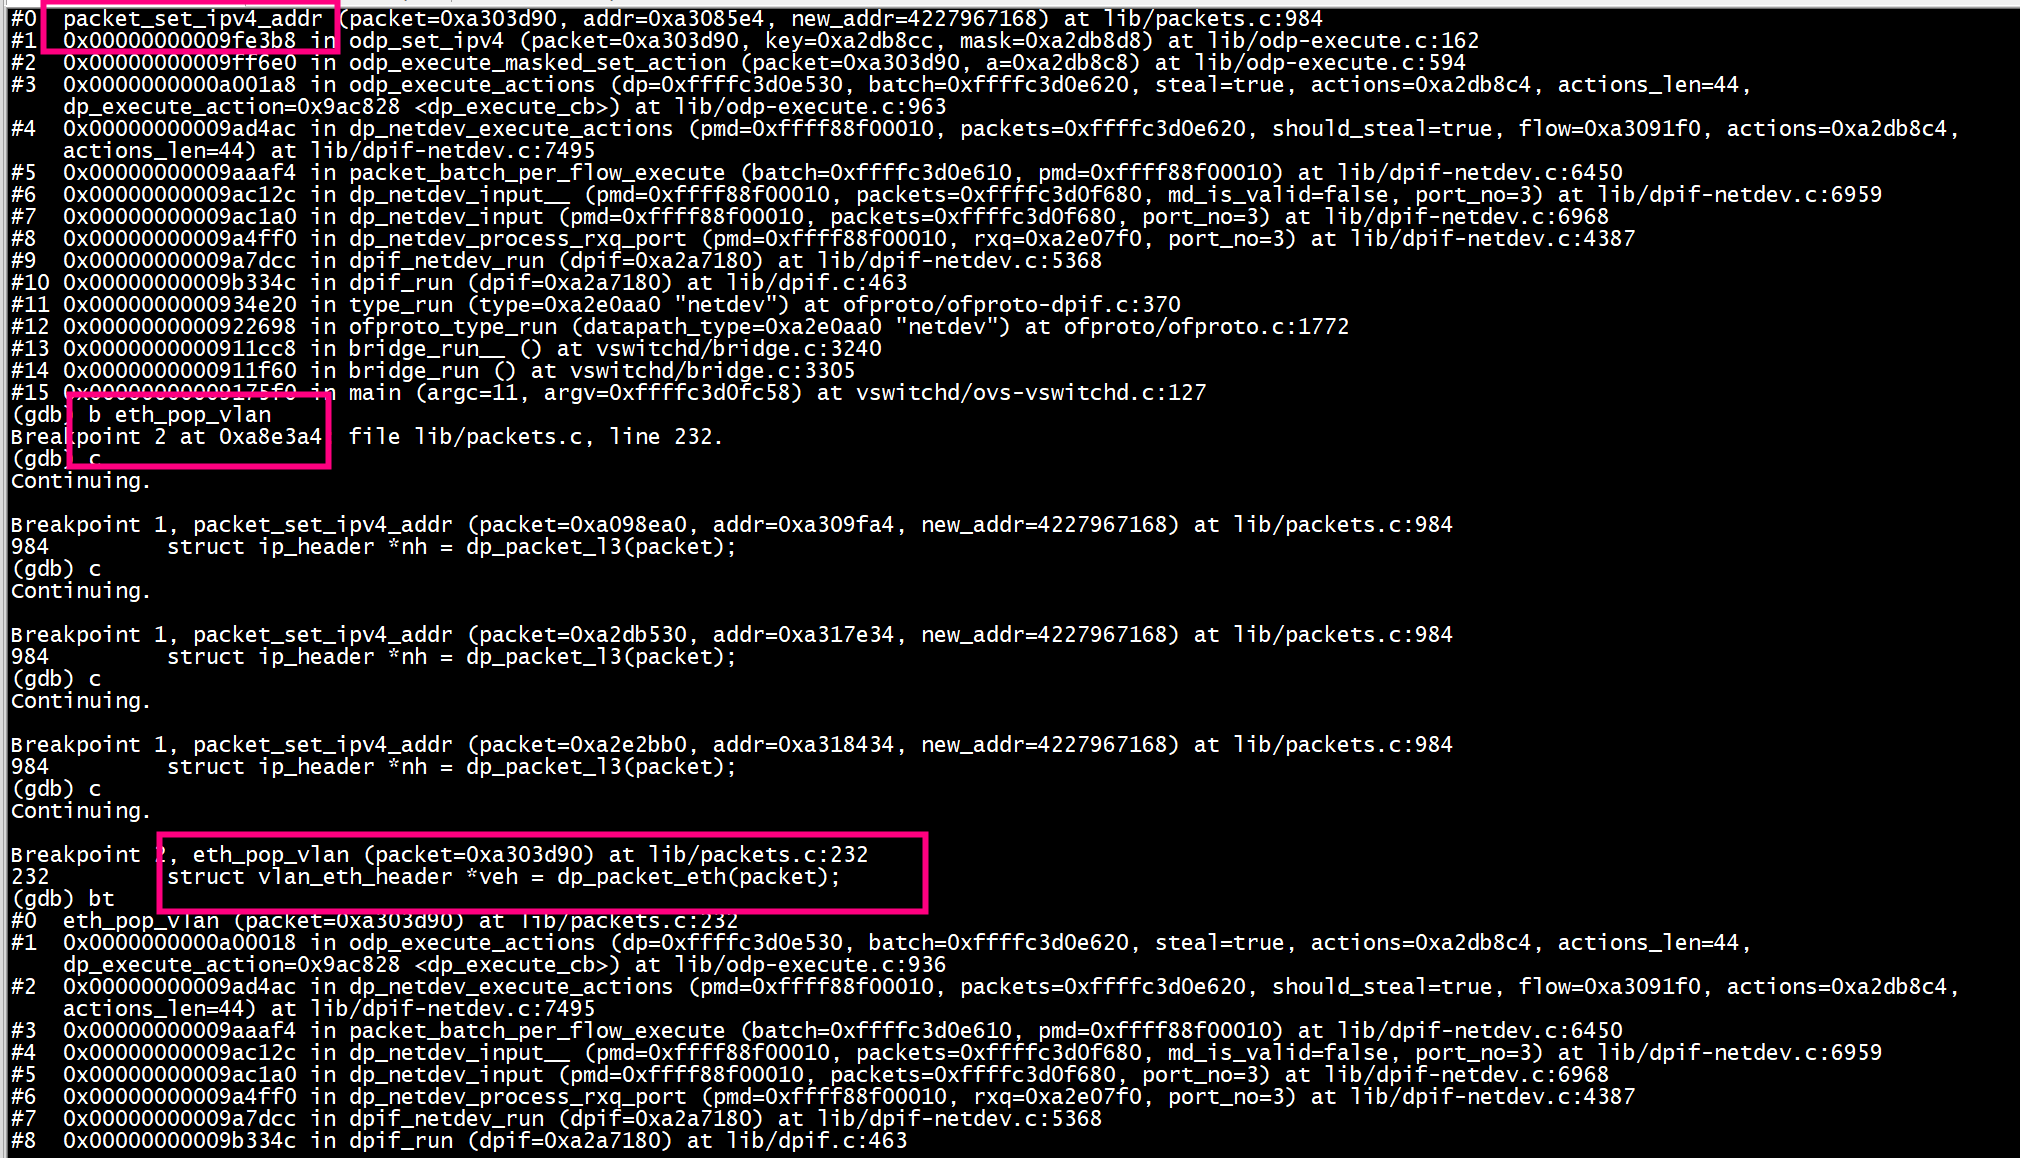 #0  packet_set_ipv4_addr (packet=0xa303d90, addr=0xa3085e4, new_addr=4227967168) at lib/packets.c:984
#1  0x00000000009fe3b8 in odp_set_ipv4 (packet=0xa303d90, key=0xa2db8cc, mask=0xa2db8d8) at lib/odp-execute.c:162
#2  0x00000000009ff6e0 in odp_execute_masked_set_action (packet=0xa303d90, a=0xa2db8c8) at lib/odp-execute.c:594
#3  0x0000000000a001a8 in odp_execute_actions (dp=0xffffc3d0e530, batch=0xffffc3d0e620, steal=true, actions=0xa2db8c4, actions_len=44,
    dp_execute_action=0x9ac828 <dp_execute_cb>) at lib/odp-execute.c:963
#4  0x00000000009ad4ac in dp_netdev_execute_actions (pmd=0xffff88f00010, packets=0xffffc3d0e620, should_steal=true, flow=0xa3091f0, actions=0xa2db8c4,
    actions_len=44) at lib/dpif-netdev.c:7495
#5  0x00000000009aaaf4 in packet_batch_per_flow_execute (batch=0xffffc3d0e610, pmd=0xffff88f00010) at lib/dpif-netdev.c:6450
#6  0x00000000009ac12c in dp_netdev_input__ (pmd=0xffff88f00010, packets=0xffffc3d0f680, md_is_valid=false, port_no=3) at lib/dpif-netdev.c:6959
#7  0x00000000009ac1a0 in dp_netdev_input (pmd=0xffff88f00010, packets=0xffffc3d0f680, port_no=3) at lib/dpif-netdev.c:6968
#8  0x00000000009a4ff0 in dp_netdev_process_rxq_port (pmd=0xffff88f00010, rxq=0xa2e07f0, port_no=3) at lib/dpif-netdev.c:4387
#9  0x00000000009a7dcc in dpif_netdev_run (dpif=0xa2a7180) at lib/dpif-netdev.c:5368
#10 0x00000000009b334c in dpif_run (dpif=0xa2a7180) at lib/dpif.c:463
#11 0x0000000000934e20 in type_run (type=0xa2e0aa0 "netdev") at ofproto/ofproto-dpif.c:370
#12 0x0000000000922698 in ofproto_type_run (datapath_type=0xa2e0aa0 "netdev") at ofproto/ofproto.c:1772
#13 0x0000000000911cc8 in bridge_run__ () at vswitchd/bridge.c:3240
#14 0x0000000000911f60 in bridge_run () at vswitchd/bridge.c:3305
#15 0x00000000009175f0 in main (argc=11, argv=0xffffc3d0fc58) at vswitchd/ovs-vswitchd.c:127
(gdb) b eth_pop_vlan
Breakpoint 2 at 0xa8e3a4  file lib/packets.c, line 232.
(gdb) c
Continuing.
Breakpoint 1, packet_set_ipv4_addr (packet=0xa098ea0, addr=0xa309fa4, new_addr=4227967168) at lib/packets.c:984
984         struct ip_header *nh = dp_packet_l3(packet);
(gdb) c
Continuing.
Breakpoint 1, packet_set_ipv4_addr (packet=0xa2db530, addr=0xa317e34, new_addr=4227967168) at lib/packets.c:984
984         struct ip_header *nh = dp_packet_l3(packet);
(gdb) c
Continuing.
Breakpoint 1, packet_set_ipv4_addr (packet=0xa2e2bb0, addr=0xa318434, new_addr=4227967168) at lib/packets.c:984
984         struct ip_header *nh = dp_packet_l3(packet);
(gdb) c
Continuing.
Breakpoint 2, eth_pop_vlan (packet=0xa303d90) at lib/packets.c:232
232         struct vlan_eth_header *veh = dp_packet_eth(packet);
(gdb) bt
#0  eth_pop_vlan (packet=0xa303d90) at lib/packets.c:232
#1  0x0000000000a00018 in odp_execute_actions (dp=0xffffc3d0e530, batch=0xffffc3d0e620, steal=true, actions=0xa2db8c4, actions_len=44,
    dp_execute_action=0x9ac828 <dp_execute_cb>) at lib/odp-execute.c:936
#2  0x00000000009ad4ac in dp_netdev_execute_actions (pmd=0xffff88f00010, packets=0xffffc3d0e620, should_steal=true, flow=0xa3091f0, actions=0xa2db8c4,
    actions_len=44) at lib/dpif-netdev.c:7495
#3  0x00000000009aaaf4 in packet_batch_per_flow_execute (batch=0xffffc3d0e610, pmd=0xffff88f00010) at lib/dpif-netdev.c:6450
#4  0x00000000009ac12c in dp_netdev_input__ (pmd=0xffff88f00010, packets=0xffffc3d0f680, md_is_valid=false, port_no=3) at lib/dpif-netdev.c:6959
#5  0x00000000009ac1a0 in dp_netdev_input (pmd=0xffff88f00010, packets=0xffffc3d0f680, port_no=3) at lib/dpif-netdev.c:6968
#6  0x00000000009a4ff0 in dp_netdev_process_rxq_port (pmd=0xffff88f00010, rxq=0xa2e07f0, port_no=3) at lib/dpif-netdev.c:4387
#7  0x00000000009a7dcc in dpif_netdev_run (dpif=0xa2a7180) at lib/dpif-netdev.c:5368
#8  0x00000000009b334c in dpif_run (dpif=0xa2a7180) at lib/dpif.c:463